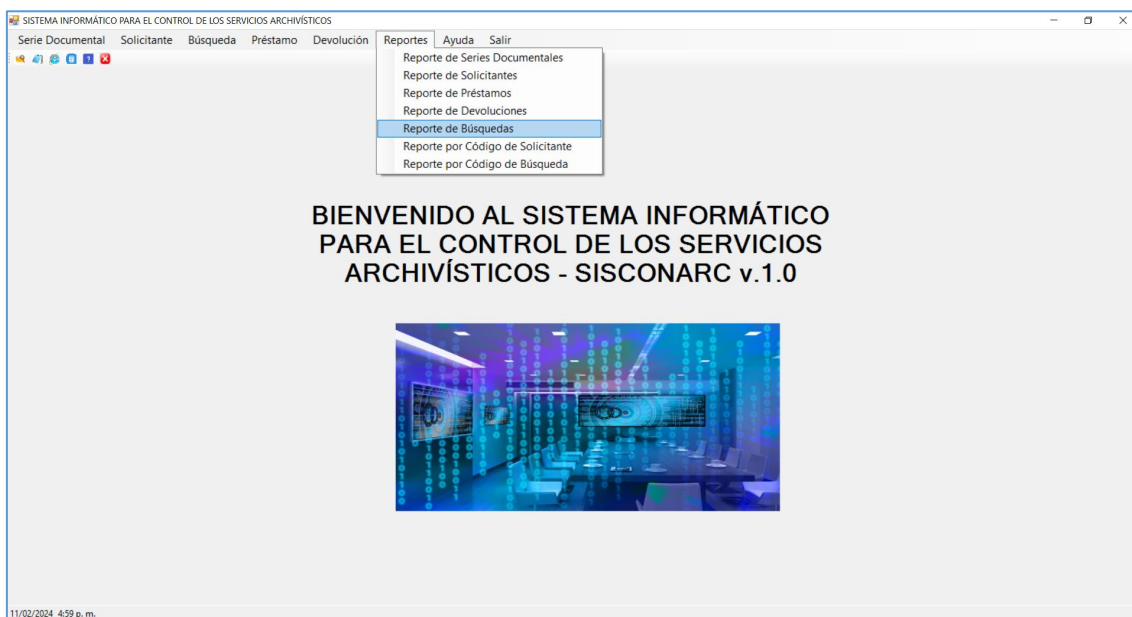 SISTEMA INFORMÁTICO PARA EL CONTROL DE LOS SERVICIOS ARCHIVÍSTICOS
Serie Documental Solicitante Búsqueda Préstamo Devolución Reportes Ayuda Salir
Reporte de Series Documentales
Reporte de Solicitantes
Reporte de Préstamos
Reporte de Devoluciones
Reporte de Búsquedas
Reporte por Código de Solicitante
Reporte por Código de Búsqueda
BIENVENIDO AL SISTEMA INFORMÁTICO
PARA EL CONTROL DE LOS SERVICIOS
ARCHIVÍSTICOS - SISCONARC v.1.0
11/02/2024 4:59 p. m.